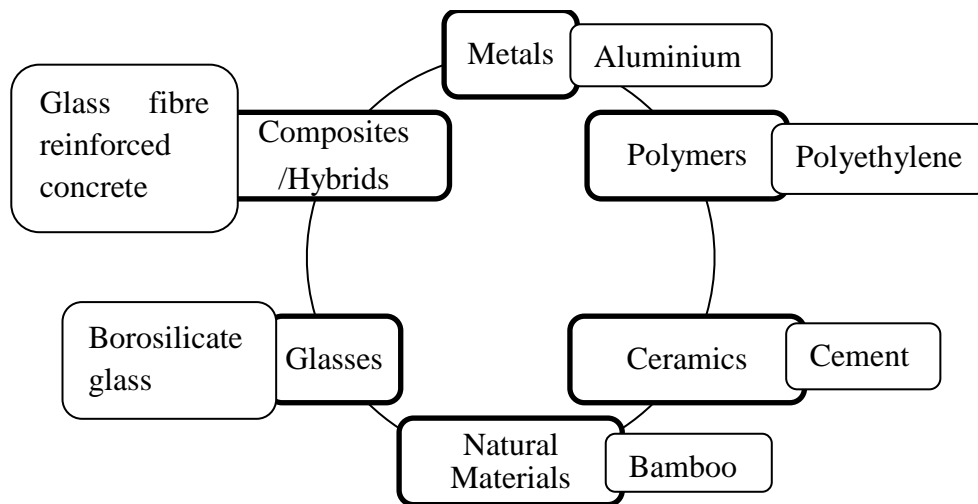 Metals
Aluminium
Glass fibre
reinforced
concrete
Composites
/Hybrids
Polymers
Polyethylene
Borosilicate
glass
Glasses
Ceramics
Cement
Natural
Materials
Bamboo